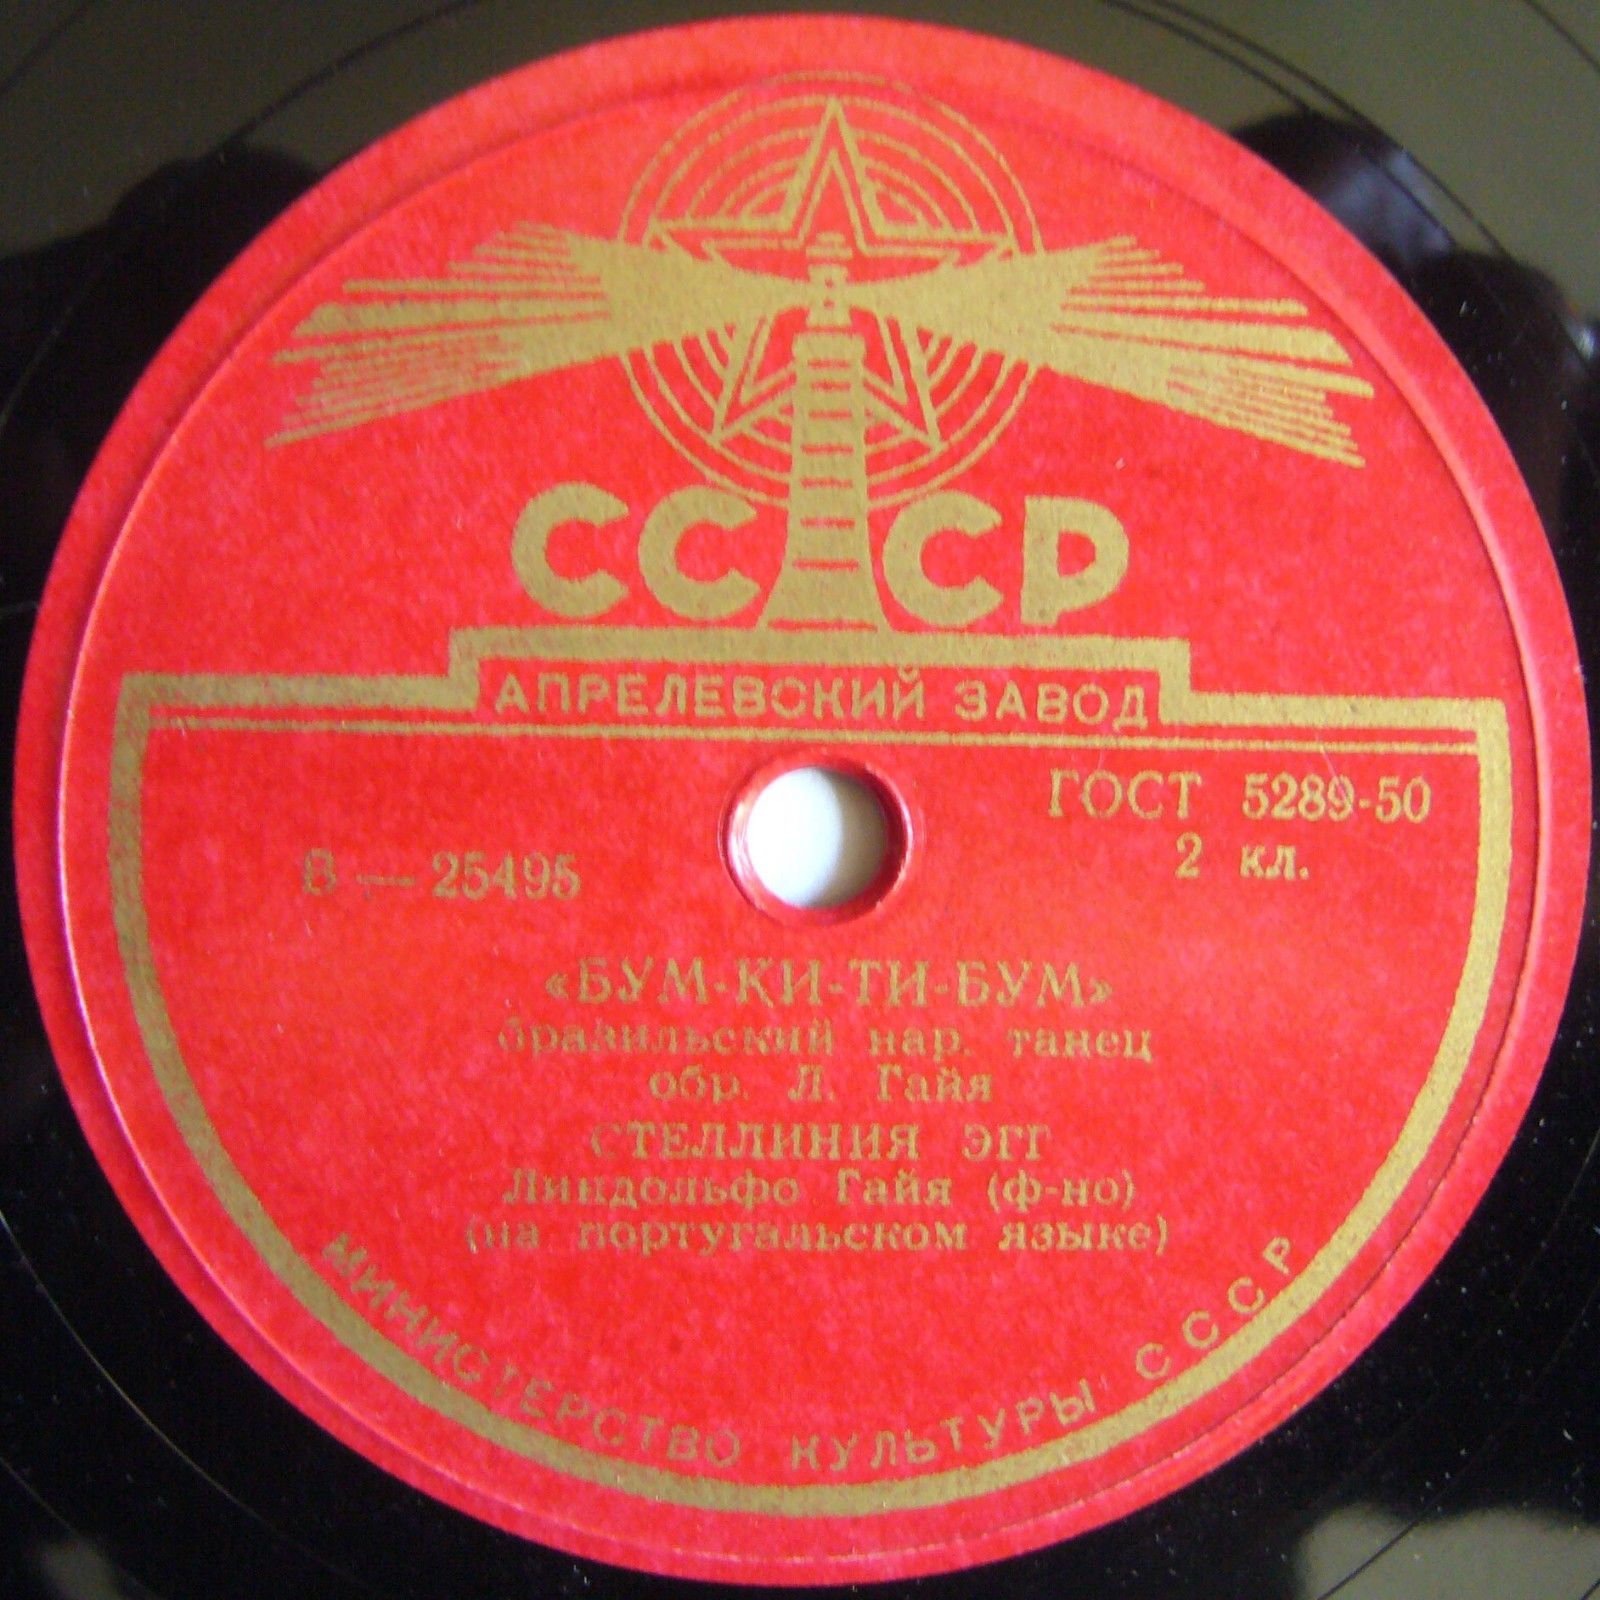 СССР
АПРЕЛЕВСКИЙ ЗАВОД
ГОСТ 5289-50
2 кл.
В — 25495
«БУМ-КИ-ТИ-БУМ»
бразильский нар. танец
обр. Л. Гайя
СТЕЛЛИНИЯ ЭГГ
Линдольфо Гайя (ф-но)
(на португальском языке)
МИНИСТЕРСТВО КУЛЬТУРЫ СССР